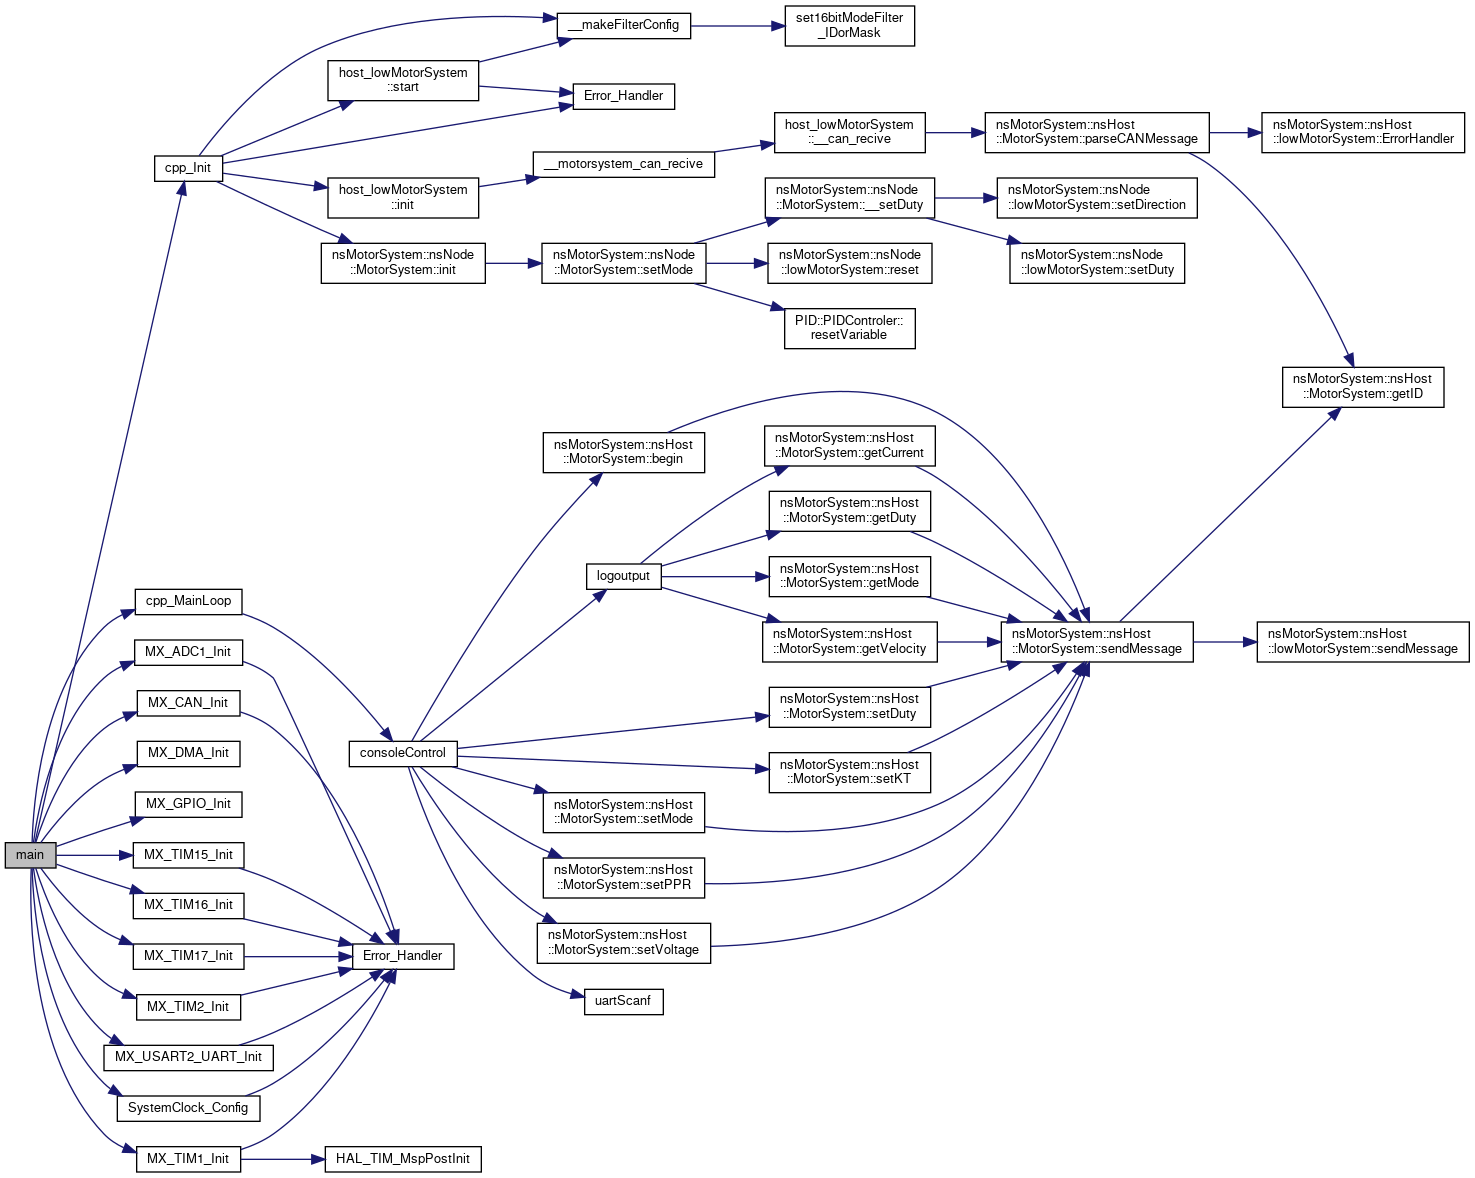 __makeFilterConfig
set16bitModeFilter
_IDorMask
host_lowMotorSystem
::start
Error_Handler
cpp_Init
host_lowMotorSystem
::__can_recive
nsMotorSystem::nsHost
::MotorSystem::parseCANMessage
nsMotorSystem::nsHost
::lowMotorSystem::ErrorHandler
__motorsystem_can_recive
host_lowMotorSystem
::init
nsMotorSystem::nsNode
::MotorSystem::__setDuty
nsMotorSystem::nsNode
::lowMotorSystem::setDirection
nsMotorSystem::nsNode
::MotorSystem::init
nsMotorSystem::nsNode
::MotorSystem::setMode
nsMotorSystem::nsNode
::lowMotorSystem::reset
nsMotorSystem::nsNode
::lowMotorSystem::setDuty
PID::PIDControler::
resetVariable
nsMotorSystem::nsHost
::MotorSystem::getID
nsMotorSystem::nsHost
::MotorSystem::begin
nsMotorSystem::nsHost
::MotorSystem::getCurrent
nsMotorSystem::nsHost
::MotorSystem::getDuty
logoutput
nsMotorSystem::nsHost
::MotorSystem::getMode
nsMotorSystem::nsHost
::MotorSystem::getVelocity
nsMotorSystem::nsHost
::MotorSystem::sendMessage
nsMotorSystem::nsHost
::lowMotorSystem::sendMessage
cpp_MainLoop
MX_ADC1_Init
MX_CAN_Init
MX_DMA_Init
MX_GPIO_Init
consoleControl
nsMotorSystem::nsHost
::MotorSystem::setDuty
nsMotorSystem::nsHost
::MotorSystem::setKT
nsMotorSystem::nsHost
::MotorSystem::setMode
main
MX_TIM15_Init
nsMotorSystem::nsHost
::MotorSystem::setPPR
MX_TIM16_Init
nsMotorSystem::nsHost
::MotorSystem::setVoltage
MX_TIM17_Init
Error_Handler
MX_TIM2_Init
uartScanf
MX_USART2_UART_Init
SystemClock_Config
MX_TIM1_Init
HAL_TIM_MspPostInit